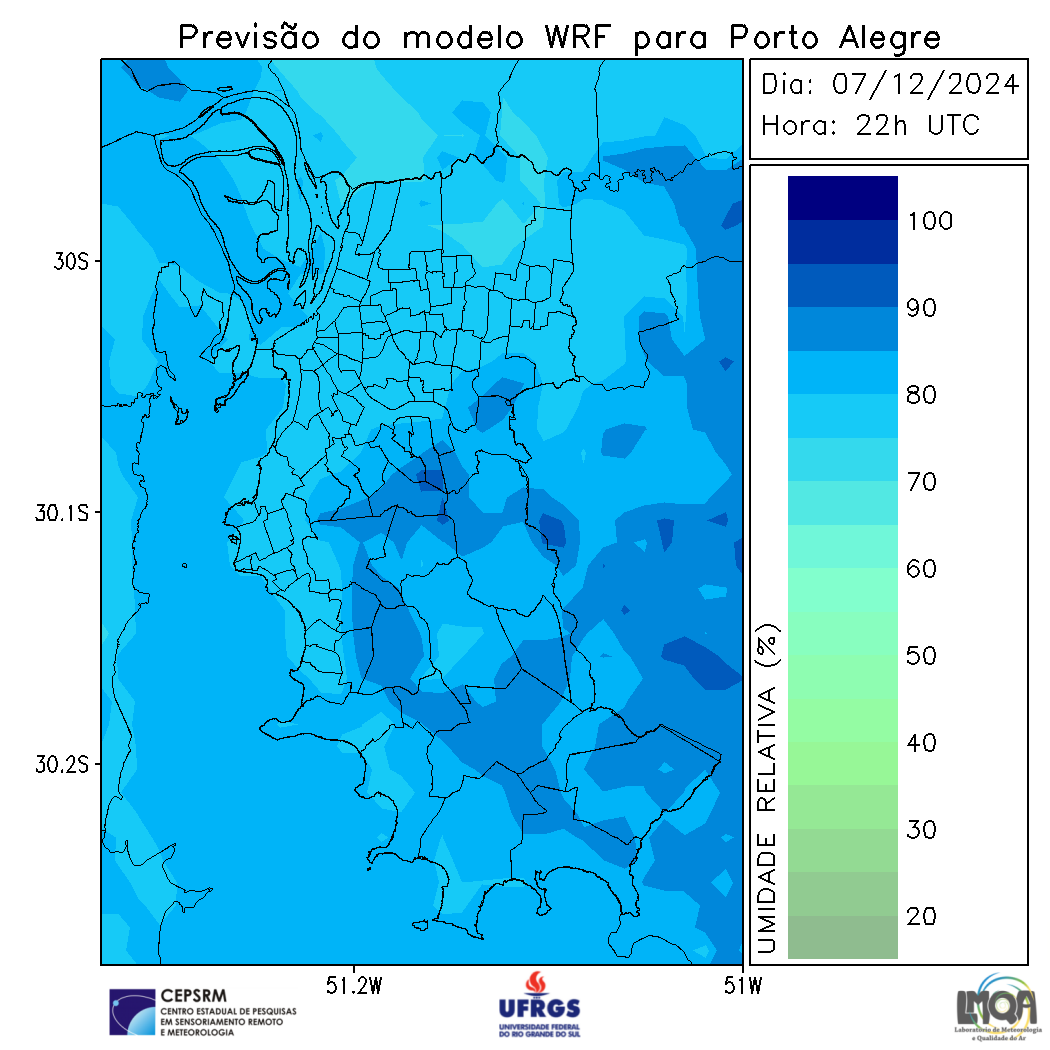 Previsão do modelo WRF para Porto Alegre
Dia: 07/12/2024
Hora: 22h UTC
100
90
80
70
60
50
40
30
20
UMIDADE RELATIVA (%)
30S
30.1S
30.2S
51.2W
51W
CEPSRM
CENTRO ESTADUAL DE PESQUISAS
EM SENSORIAMENTO REMOTO
E METEOROLOGIA
UFRGS
UNIVERSIDADE FEDERAL
DO RIO GRANDE DO SUL
LMQA
Laboratório de Meteorologia
e Qualidade do Ar